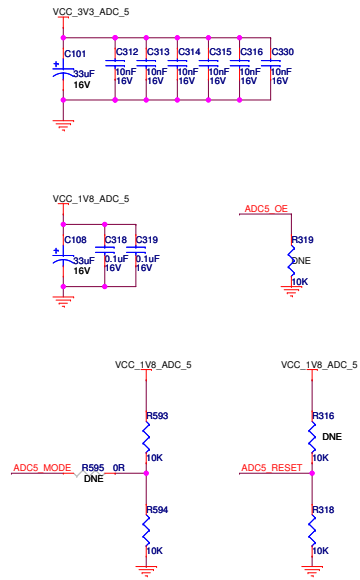 VCC_3V3_ADC_5
C101
33uF
16V
C312
10nF
16V
C313
10nF
16V
C314
10nF
16V
C315
10nF
16V
C316
10nF
16V
C330
10nF
16V
VCC_1V8_ADC_5
C108
33uF
16V
C318
0.1uF
16V
C319
0.1uF
16V
ADC5_OE
R319
DNE
10K
VCC_1V8_ADC_5
R593
10K
ADC5_MODE
R595 0R
DNE
R594
10K
VCC_1V8_ADC_5
R316
DNE
10K
ADC5_RESET
R318
10K